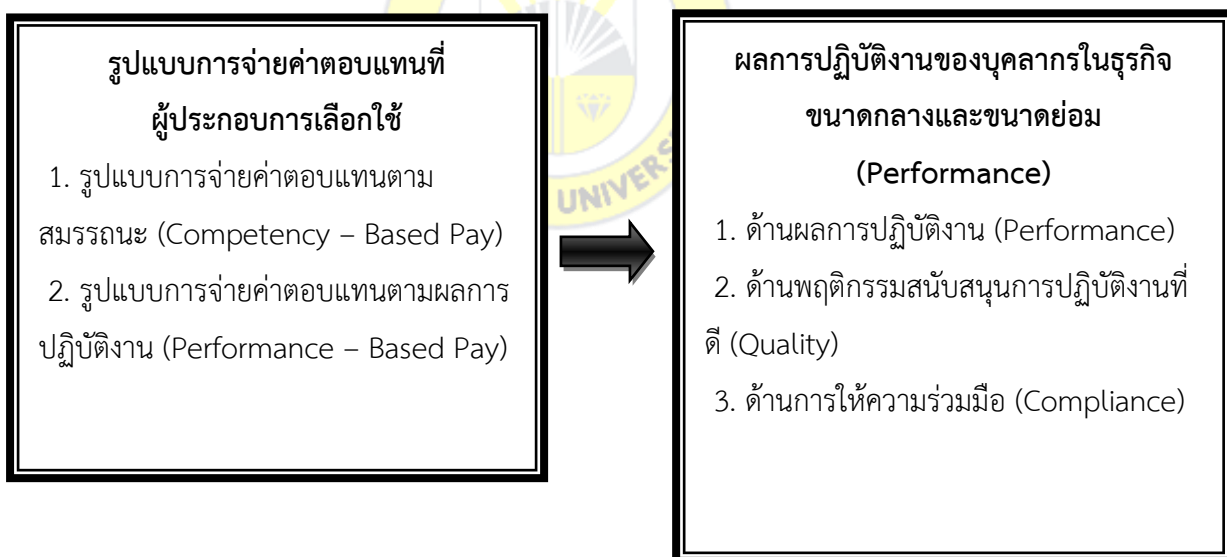 รูปแบบการจ่ายค่าตอบแทนที่
ผู้ประกอบการเลือกใช้
1. รูปแบบการจ่ายค่าตอบแทนตาม
สมรรถนะ (Competency – Based Pay)
2. รูปแบบการจ่ายค่าตอบแทนตามผลการ
ปฏิบัติงาน (Performance – Based Pay)
UNIVERS
ผลการปฏิบัติงานของบุคลากรในธุรกิจ
ขนาดกลางและขนาดย่อม
(Performance)
1. ด้านผลการปฏิบัติงาน (Performance)
2. ด้านพฤติกรรมสนับสนุนการปฏิบัติงานที่
ดี (Quality)
3. ด้านการให้ความร่วมมือ (Compliance)